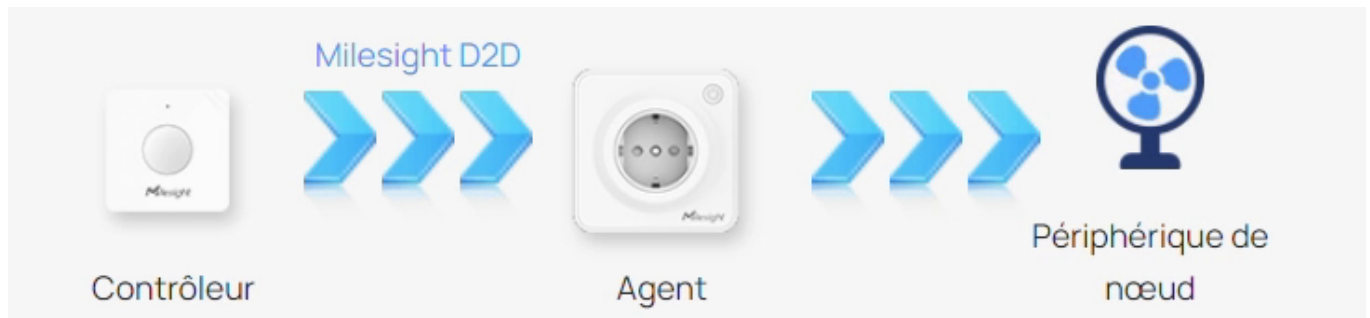 Milesight D2D
Milesight
Milesight
Contrôleur
Agent
Périphérique de
nœud